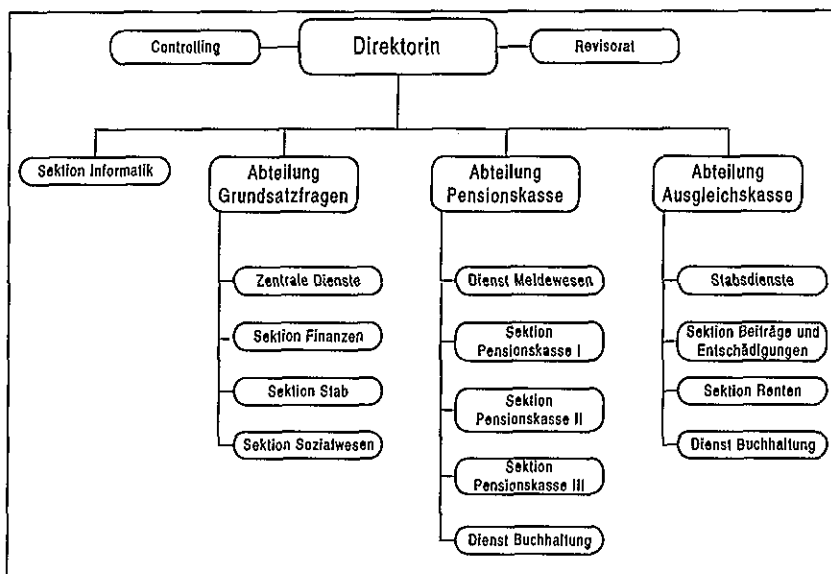 Controlling
Direktorin
Revisorat
Sektion Informatik
Abteilung
Grundsatzfragen
Zentrale Dienste
Sektion Finanzen
Sektion Stab
Sektion Sozialwesen
Abteilung
Pensionskasse
Dienst Meldewesen
Sektion
Pensionskasse I
Sektion
Pensionskasse II
Sektion
Pensionskasse III
Dienst Buchhaltung
Abteilung
Ausgleichskasse
Stabsdienste
Sektion Beiträge und
Entschädigungen
Sektion Renten
Dienst Buchhaltung